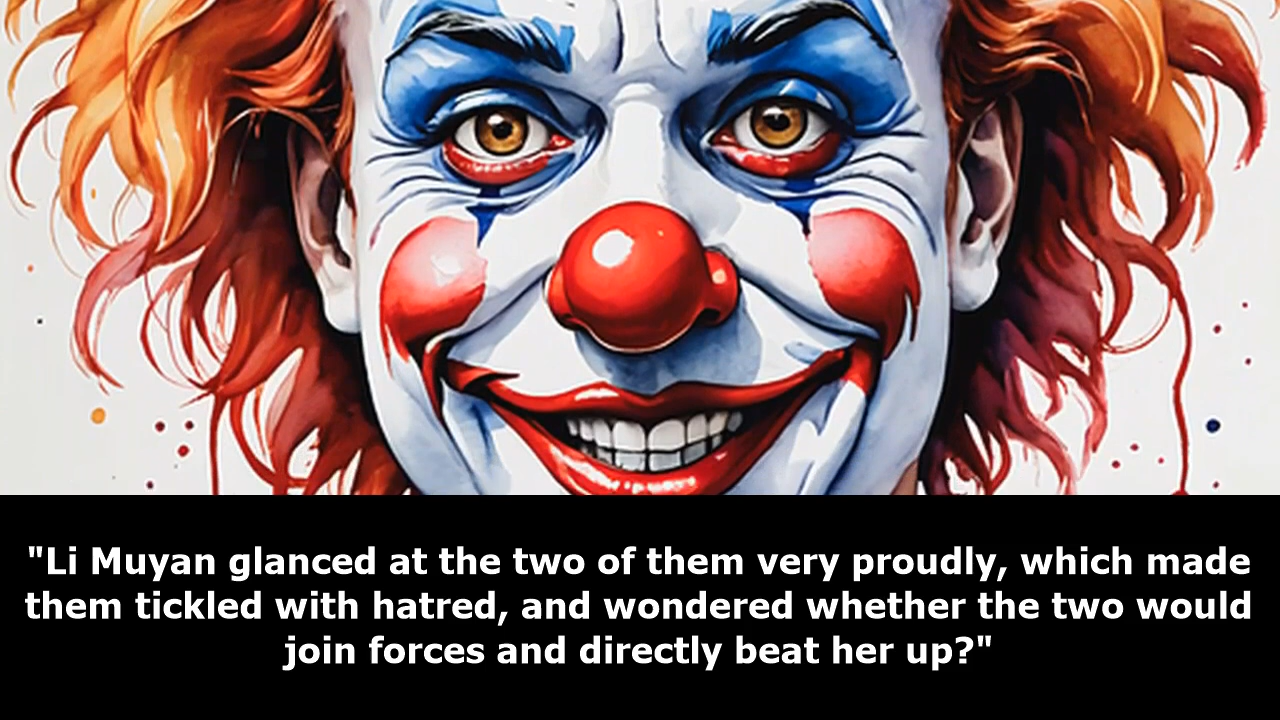 "Li Muyan glanced at the two of them very proudly, which made
them tickled with hatred, and wondered whether the two would
join forces and directly beat her up?"